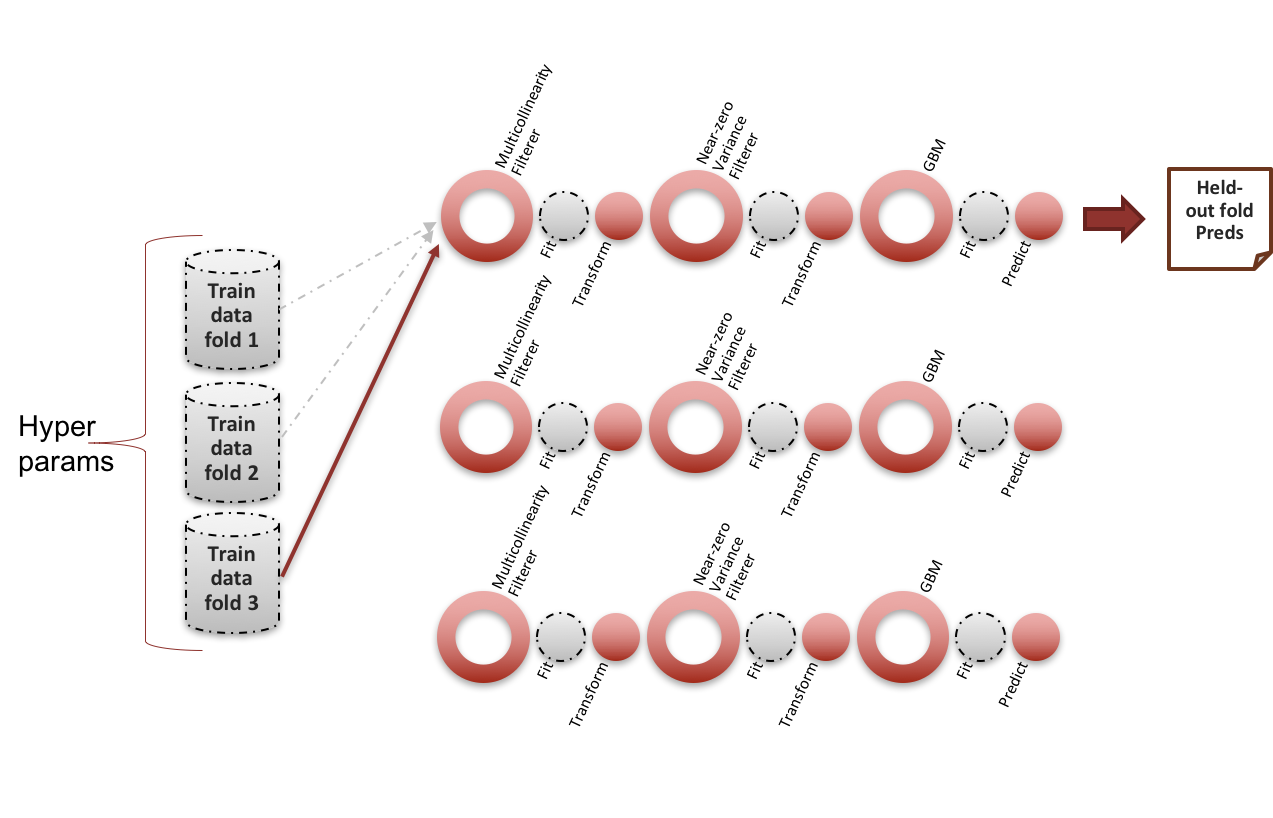 Hyper
params
Train
data
fold 1
Train
data
fold 2
Train
data
fold 3
Multicollinearity
Filterer
Fit
Transform
Near-zero
Variance
Filterer
Fit
Transform
GBM
Fit
Predict
Held-
out fold
Preds
Multicollinearity
Filterer
Fit
Transform
Near-zero
Variance
Filterer
Fit
Transform
GBM
Fit
Predict
Multicollinearity
Filterer
Fit
Transform
Near-zero
Variance
Filterer
Fit
Transform
GBM
Fit
Predict